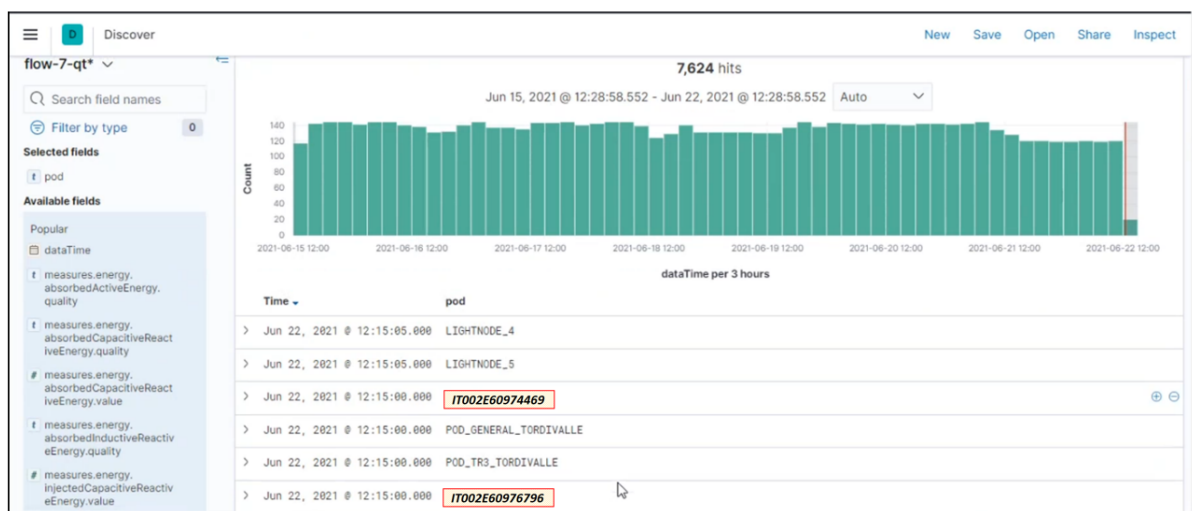 D Discover New Save Open Share Inspect
flow-7-qt*
Search field names
Filter by type 0
Selected fields
t pod
Available fields
Popular
dataTime
t measures.energy.
absorbedActiveEnergy.
quality
t measures.energy.
absorbedCapacitiveReact
iveEnergy.quality
# measures.energy.
absorbedCapacitiveReact
iveEnergy.value
t measures.energy.
absorbedInductiveReactiv
eEnergy.quality
# measures.energy.
injectedCapacitiveReactiv
eEnergy.value
7,624 hits
Jun 15, 2021 @ 12:28:58.552 - Jun 22, 2021 @ 12:28:58.552 Auto
Count
140
120
100
80
60
40
20
0
2021-06-15 12:00 2021-06-16 12:00 2021-06-17 12:00 2021-06-18 12:00 2021-06-19 12:00 2021-06-20 12:00 2021-06-21 12:00 2021-06-22 12:00
dataTime per 3 hours
Time pod
Jun 22, 2021 @ 12:15:05.000 LIGHTNODE_4
Jun 22, 2021 @ 12:15:05.000 LIGHTNODE_5
Jun 22, 2021 @ 12:15:00.000 IT002E60974469
Jun 22, 2021 @ 12:15:00.000 POD_GENERAL_TORDIVALLE
Jun 22, 2021 @ 12:15:00.000 POD_TR3_TORDIVALLE
Jun 22, 2021 @ 12:15:00.000 IT002E60976796